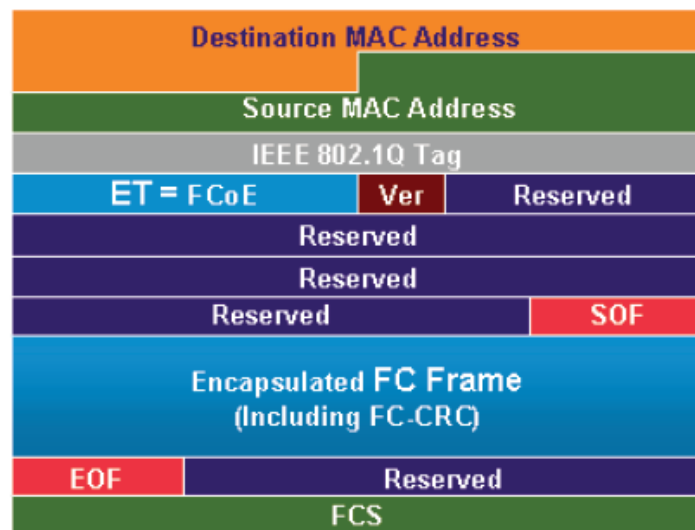 Destination MAC Address
Source MAC Address
IEEE 802.1Q Tag
ET = FCoE Ver Reserved
Reserved
Reserved
Reserved SOF
Encapsulated FC Frame
(Including FC-CRC)
EOF Reserved
FCS